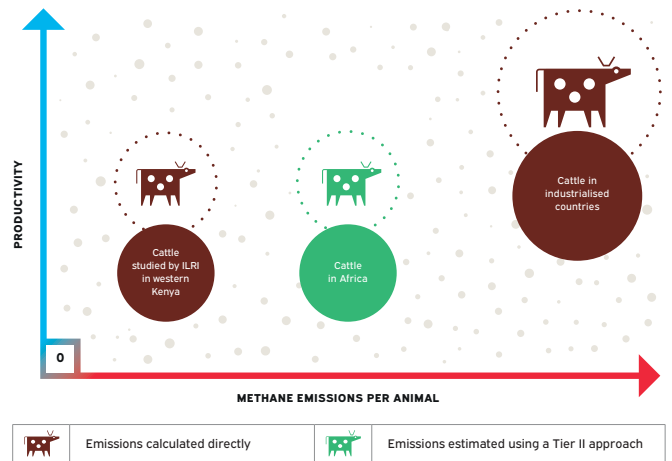 PRODUCTIVITY
Cattle in
industrialised
countries
Cattle
studied by ILRI
in western
Kenya
Cattle
in Africa
0
METHANE EMISSIONS PER ANIMAL
Emissions calculated directly
Emissions estimated using a Tier II approach